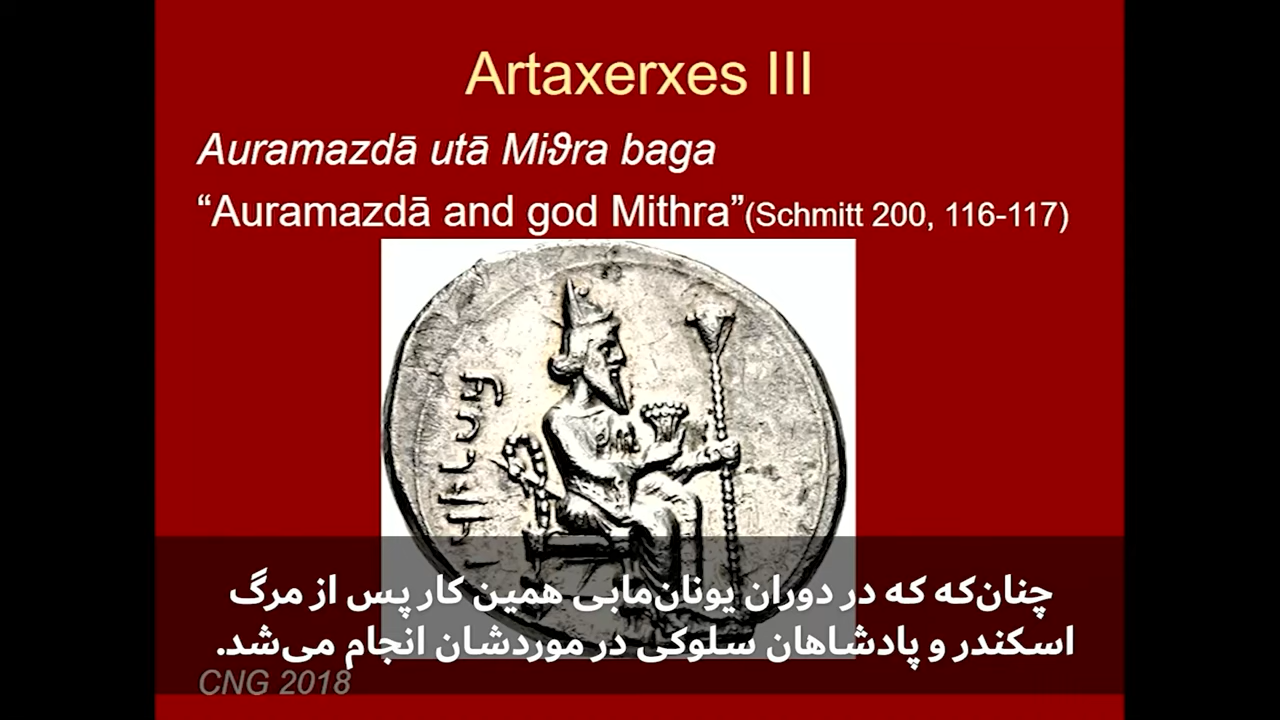 Artaxerxes III
Auramazdā utā Miϑra baga
“Auramazdā and god Mithra”(Schmitt 200, 116-117)
چنان‌که که در دوران یونان‌مابی همین کار پس از مرگ
اسکندر و پادشاهان سلوکی در موردشان انجام می‌شد.
CNG 2018